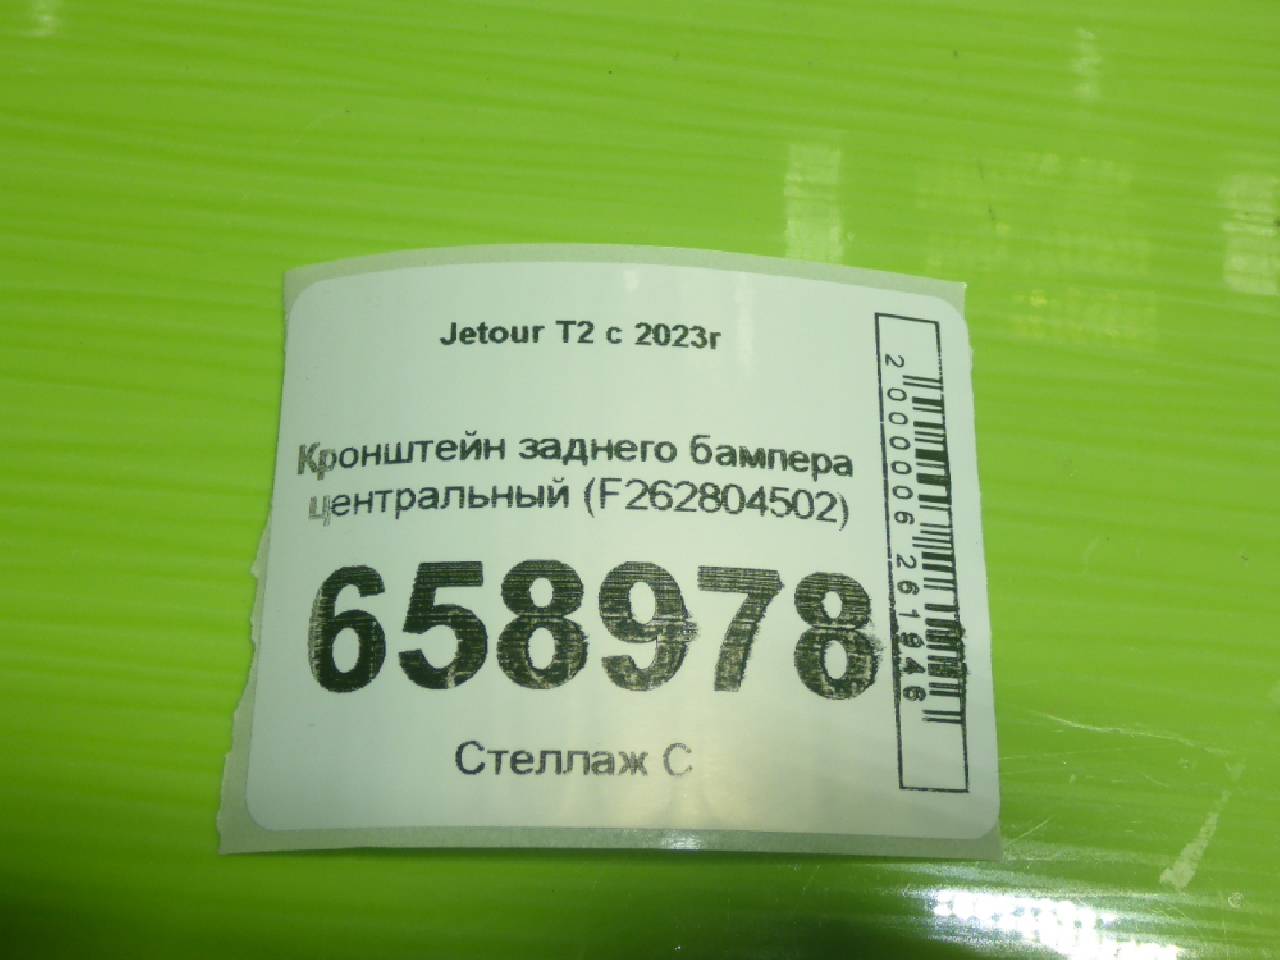 Jetour T2 с 2023г
Кронштейн заднего бампера
центральный (F262804502)
658978
Стеллаж С
2000006261946